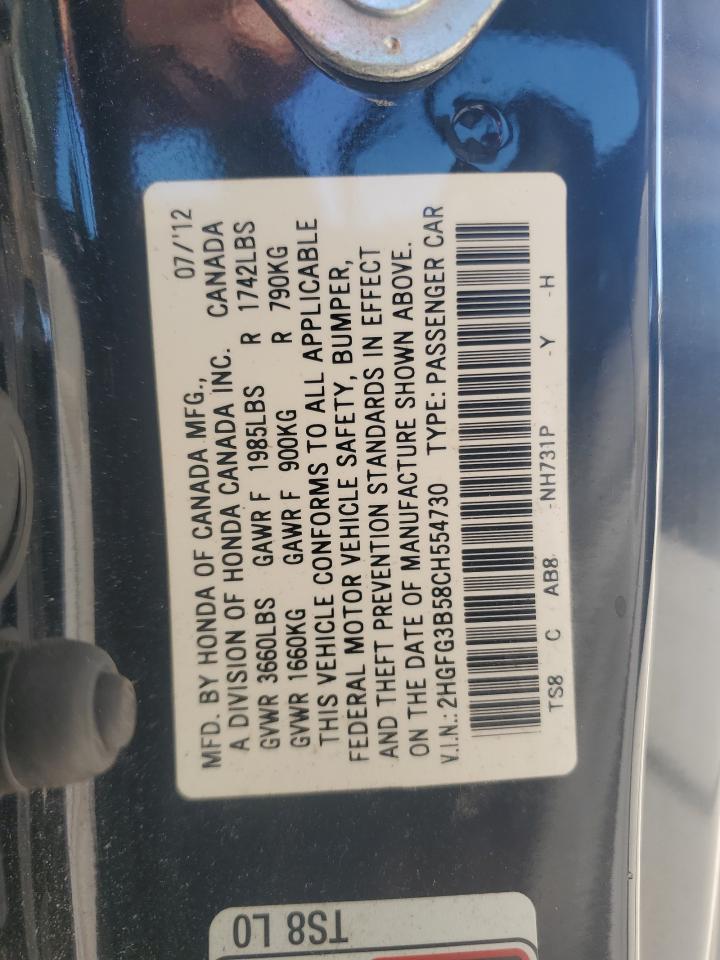 MFD. BY HONDA OF CANADA MFG., 07/'12
A DIVISION OF HONDA CANADA INC. CANADA
GVWR 3660LBS GAWR F 1985LBS R 1742LBS
GVWR 1660KG GAWR F 900KG R 790KG
THIS VEHICLE CONFORMS TO ALL APPLICABLE
FEDERAL MOTOR VEHICLE SAFETY, BUMPER,
AND THEFT PREVENTION STANDARDS IN EFFECT
ON THE DATE OF MANUFACTURE SHOWN ABOVE.
V.I.N.: 2HGFG3B58CH554730 TYPE: PASSENGER CAR
TS8 C AB8 -NH731P -Y -H
TS8 L0